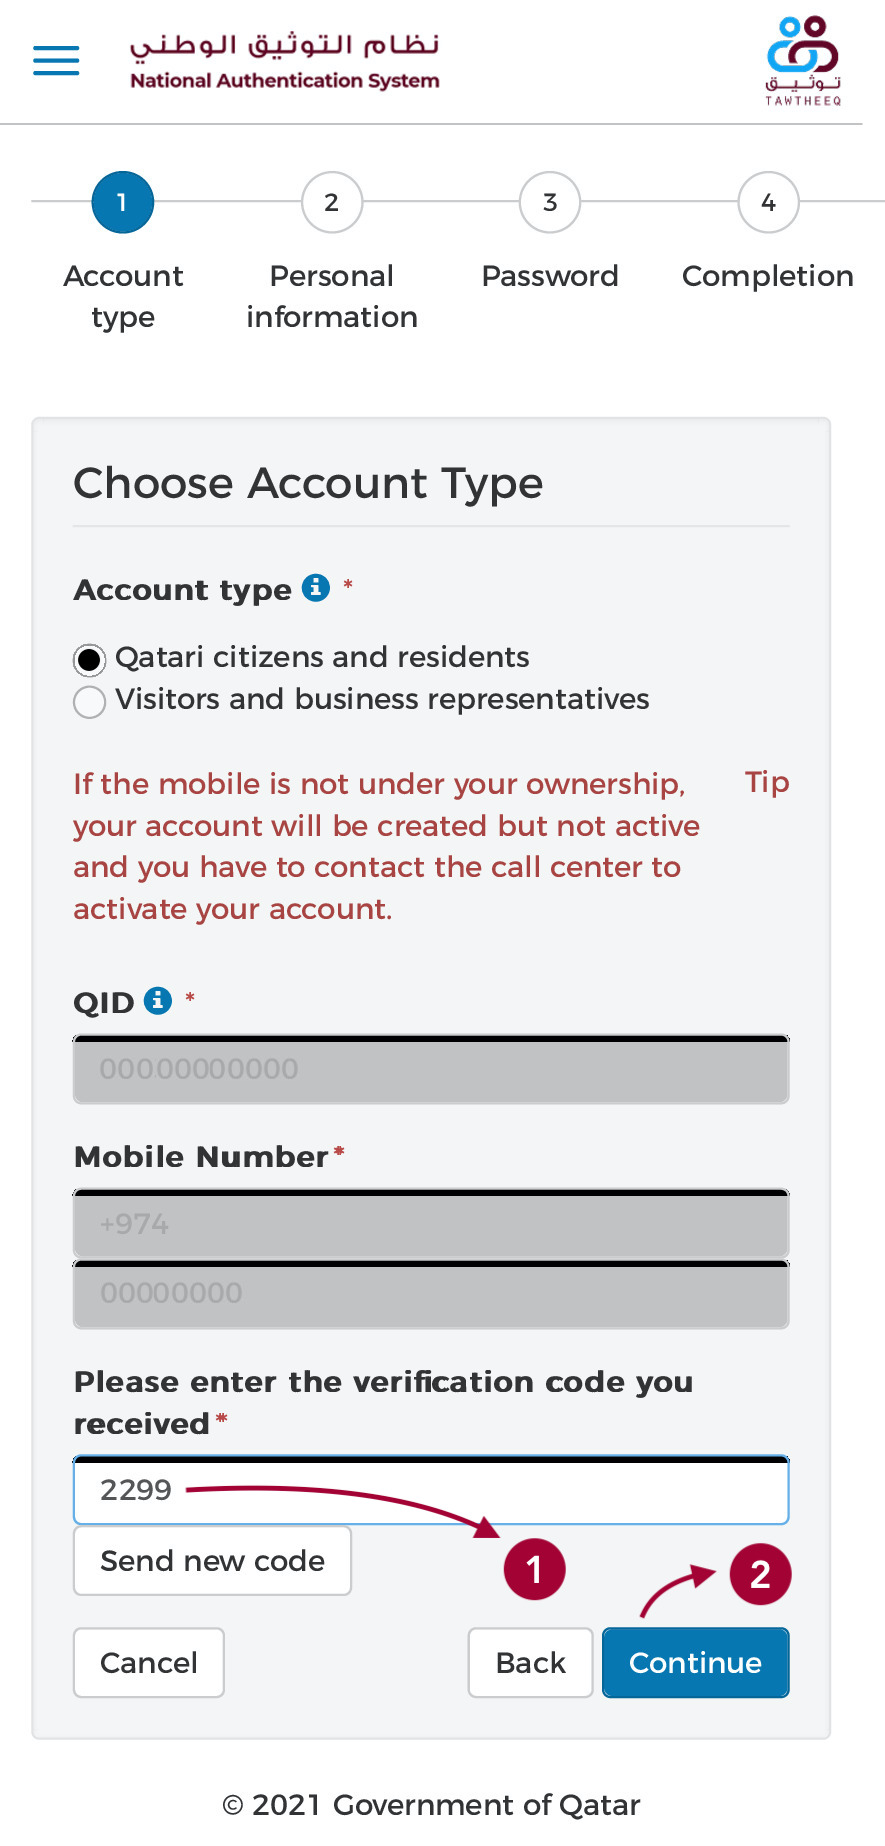 نظام التوثيق الوطني
National Authentication System
توثيق
TAWTHEEQ
1 2 3 4
Account type
Personal information
Password
Completion
Choose Account Type
Account type *
Qatari citizens and residents
Visitors and business representatives
If the mobile is not under your ownership,
your account will be created but not active
and you have to contact the call center to
activate your account.
Tip
QID *
00000000000
Mobile Number*
+974
00000000
Please enter the verification code you
received*
2299
1
Send new code
2
Cancel Back Continue
© 2021 Government of Qatar